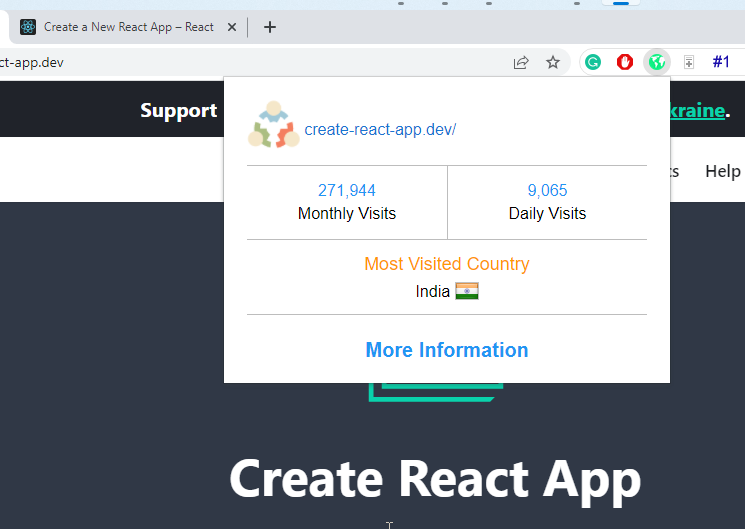 Create a New React App – React
ct-app.dev
#1
Support
kraine.
create-react-app.dev/
271,944
Monthly Visits
9,065
Daily Visits
Help
Most Visited Country
India
More Information
Create React App